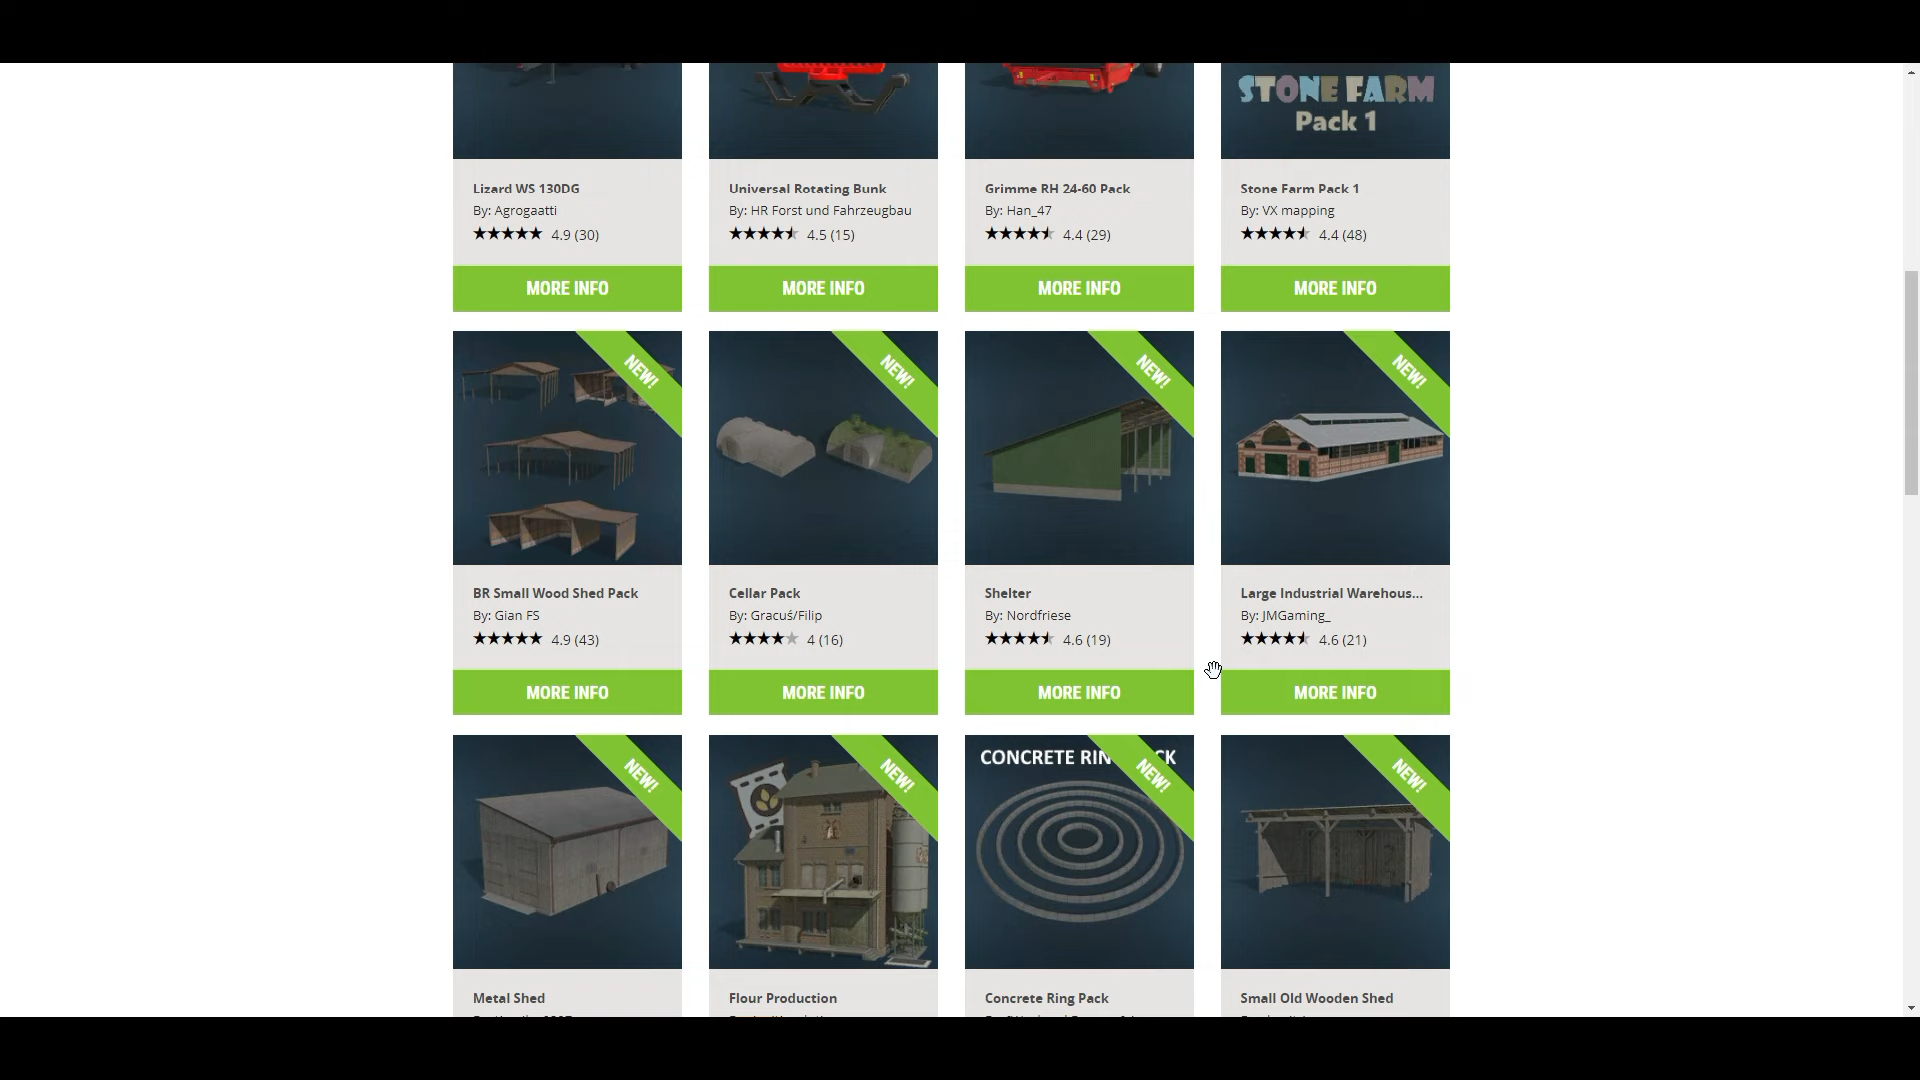 STONE FARM
Pack 1
Lizard WS 130DG
By: Agrogaatti
4.9 (30)
MORE INFO
Universal Rotating Bunk
By: HR Forst und Fahrzeugbau
4.5 (15)
MORE INFO
Grimme RH 24-60 Pack
By: Han_47
4.4 (29)
MORE INFO
Stone Farm Pack 1
By: VX mapping
4.4 (48)
MORE INFO
NEW!
BR Small Wood Shed Pack
By: Gian FS
4.9 (43)
MORE INFO
NEW!
Cellar Pack
By: Gracuś/Filip
4 (16)
MORE INFO
NEW!
Shelter
By: Nordfriese
4.6 (19)
MORE INFO
NEW!
Large Industrial Warehous...
By: JMGaming_
4.6 (21)
MORE INFO
NEW!
Metal Shed
NEW!
Flour Production
CONCRETE RIN CK
NEW!
Concrete Ring Pack
NEW!
Small Old Wooden Shed